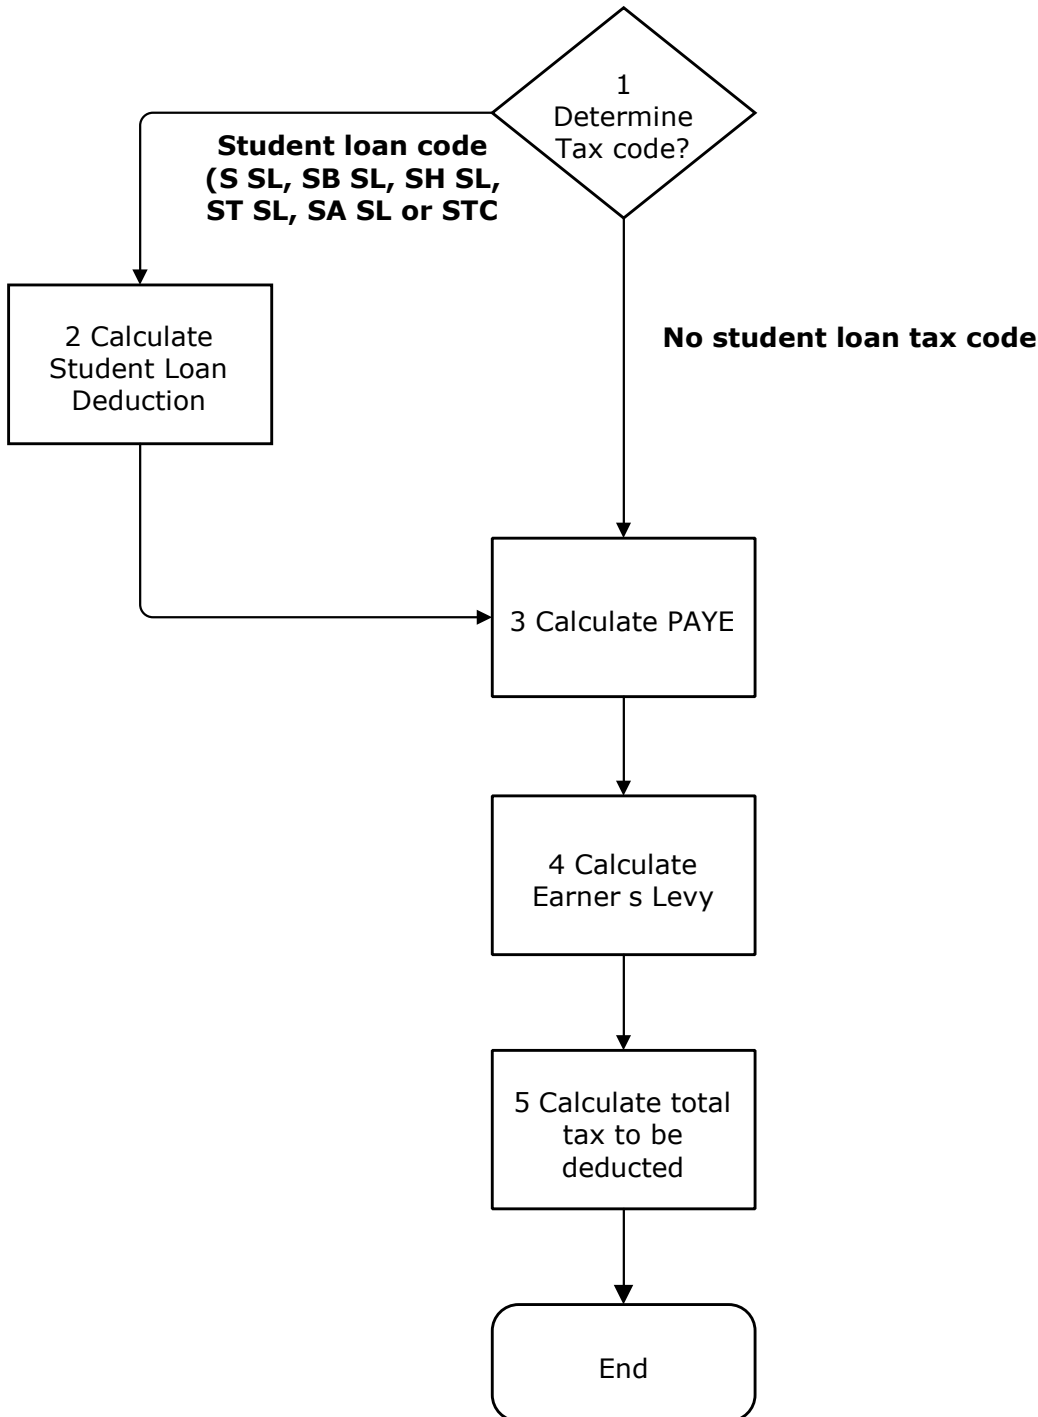 1
Determine
Tax code?
Student loan code
(S SL, SB SL, SH SL,
ST SL, SA SL or STC
2 Calculate
Student Loan
Deduction
No student loan tax code
3 Calculate PAYE
4 Calculate
Earner s Levy
5 Calculate total
tax to be
deducted
End